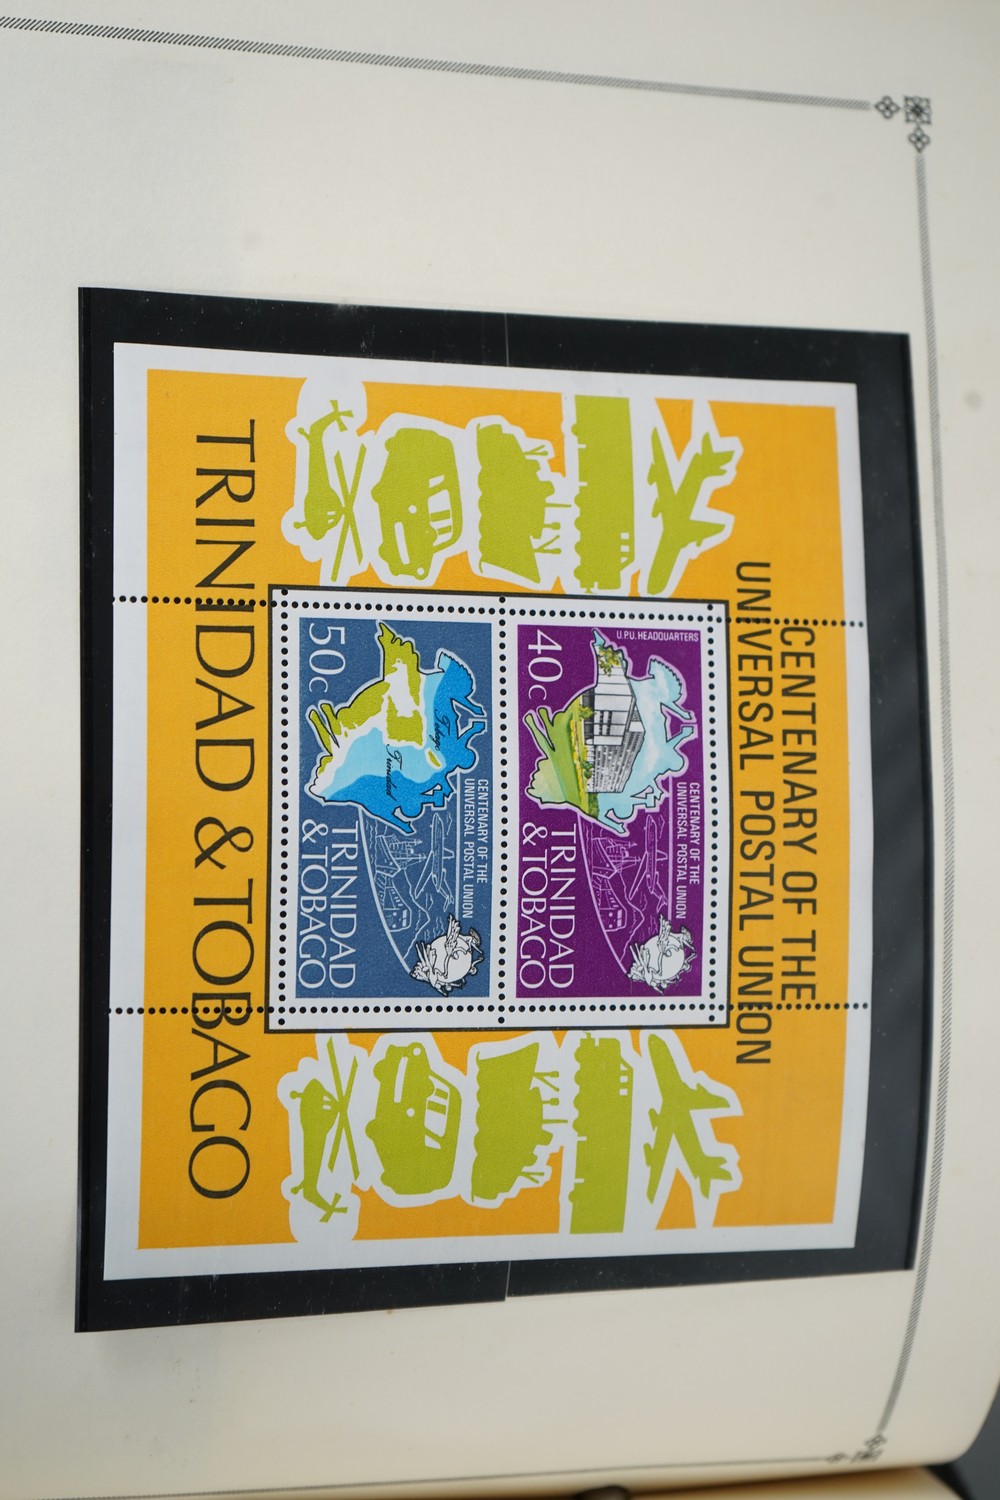 CENTENARY OF THE
UNIVERSAL POSTAL UNION
U.P.U. HEADQUARTERS
40c
CENTENARY OF THE
UNIVERSAL POSTAL UNION
TRINIDAD
& TOBAGO
50c
Tobago
Trinidad
CENTENARY OF THE
UNIVERSAL POSTAL UNION
TRINIDAD
& TOBAGO
TRINIDAD & TOBAGO